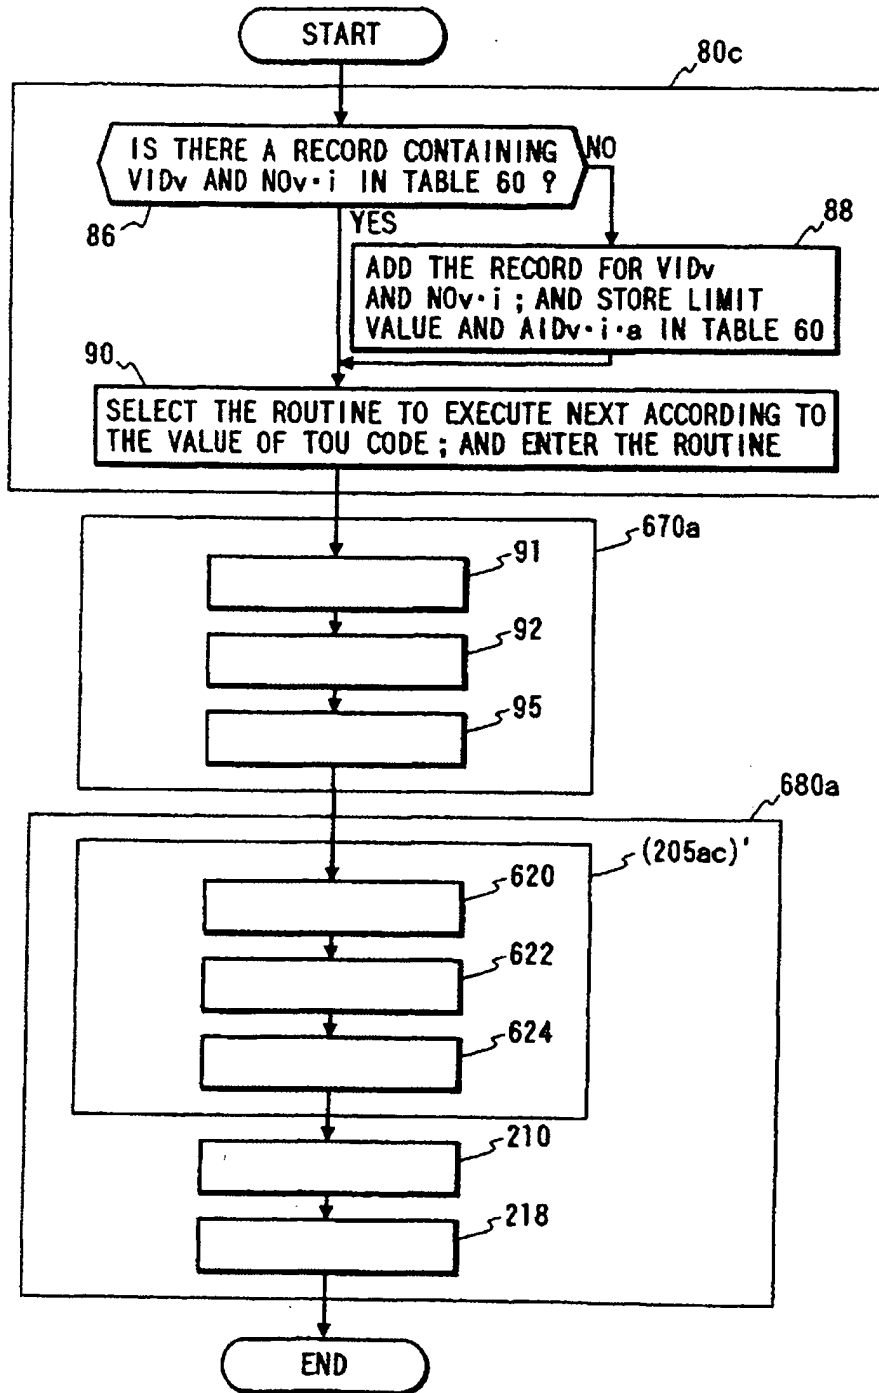 START
80c
IS THERE A RECORD CONTAINING
VIDv AND NOv·i IN TABLE 60 ?
NO
86
YES
88
ADD THE RECORD FOR VIDv
AND NOv·i ; AND STORE LIMIT
VALUE AND AIDv·i·a IN TABLE 60
90
SELECT THE ROUTINE TO EXECUTE NEXT ACCORDING TO
THE VALUE OF TOU CODE ; AND ENTER THE ROUTINE
670a
91
92
95
680a
(205ac)'
620
622
624
210
218
END